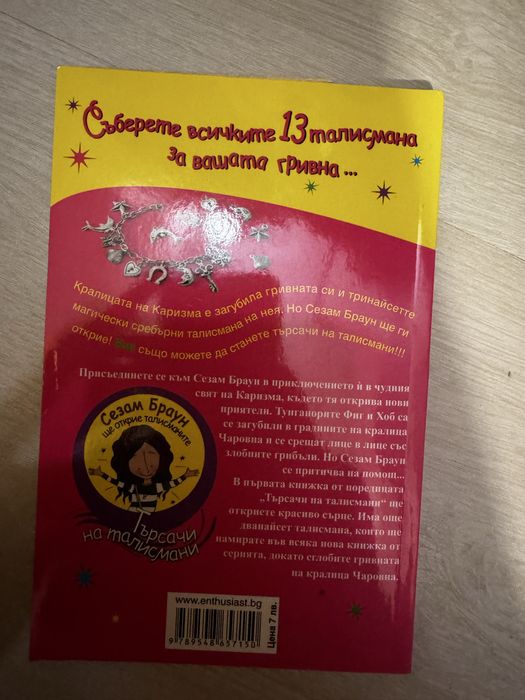 Съберете всичките 13 талисмана
за вашата гривна...
Кралицата на Каризма е загубила гривната си и тринайсетте
магически сребърни талисмана на нея. Но Сезам Браун ще ги
открие! Вие също можете да станете търсачи на талисмани!!!
Присъединете се към Сезам Браун в приключението ѝ в чудния
свят на Каризма, където тя открива нови
приятели. Тунганорите Фиг и Хоб са
се загубили в градините на кралица
Чаровна и се срещат лице в лице със
злобните грибъли. Но Сезам Браун
се притичва на помощ...
В първата книжка от поредицата
„Търсачи на талисмани“ ще
откриете красиво сърце. Има още
дванайсет талисмана, които ще
намирате във всяка нова книжка от
серията, докато сглобите гривната
на кралица Чаровна.
Сезам Браун
ще открие талисманите
Търсачи
на талисмани
www.enthusiast.bg
9 789548 657150
Цена 7 лв.